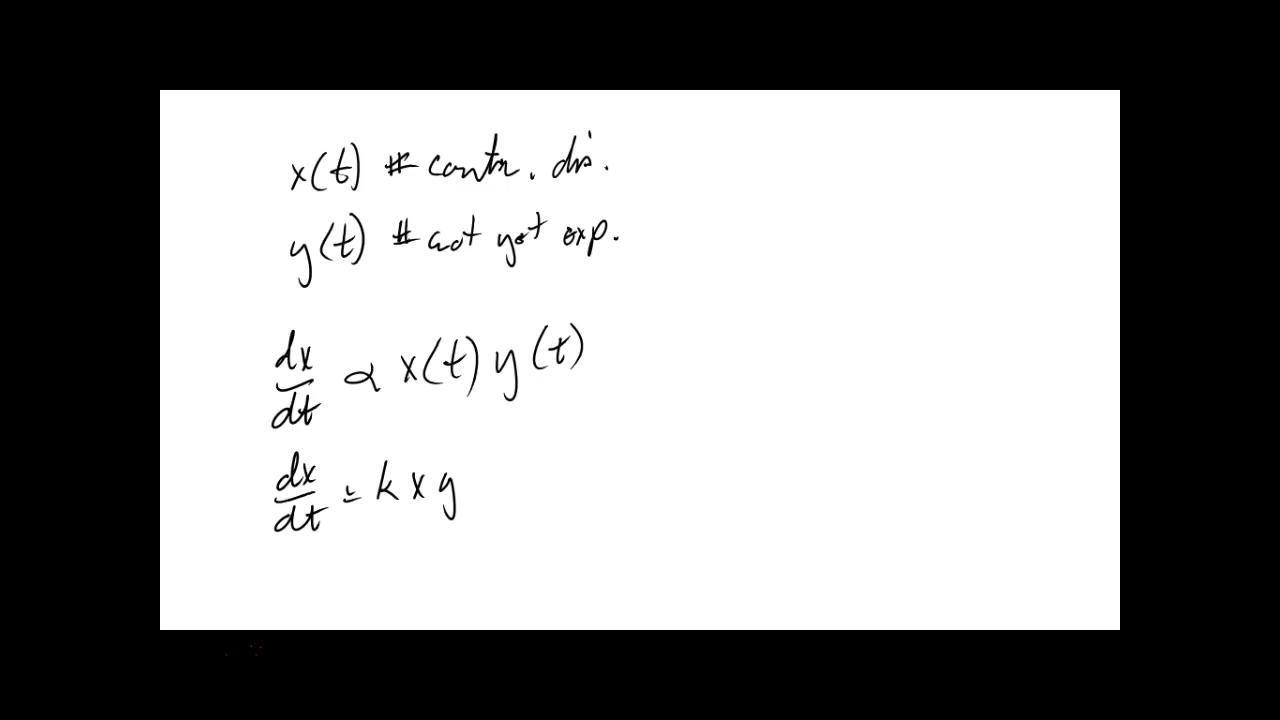 x(t) # contr. dis.
y(t) # not yet exp.
dx/dt ∝ x(t) y(t)
dx/dt = k x y